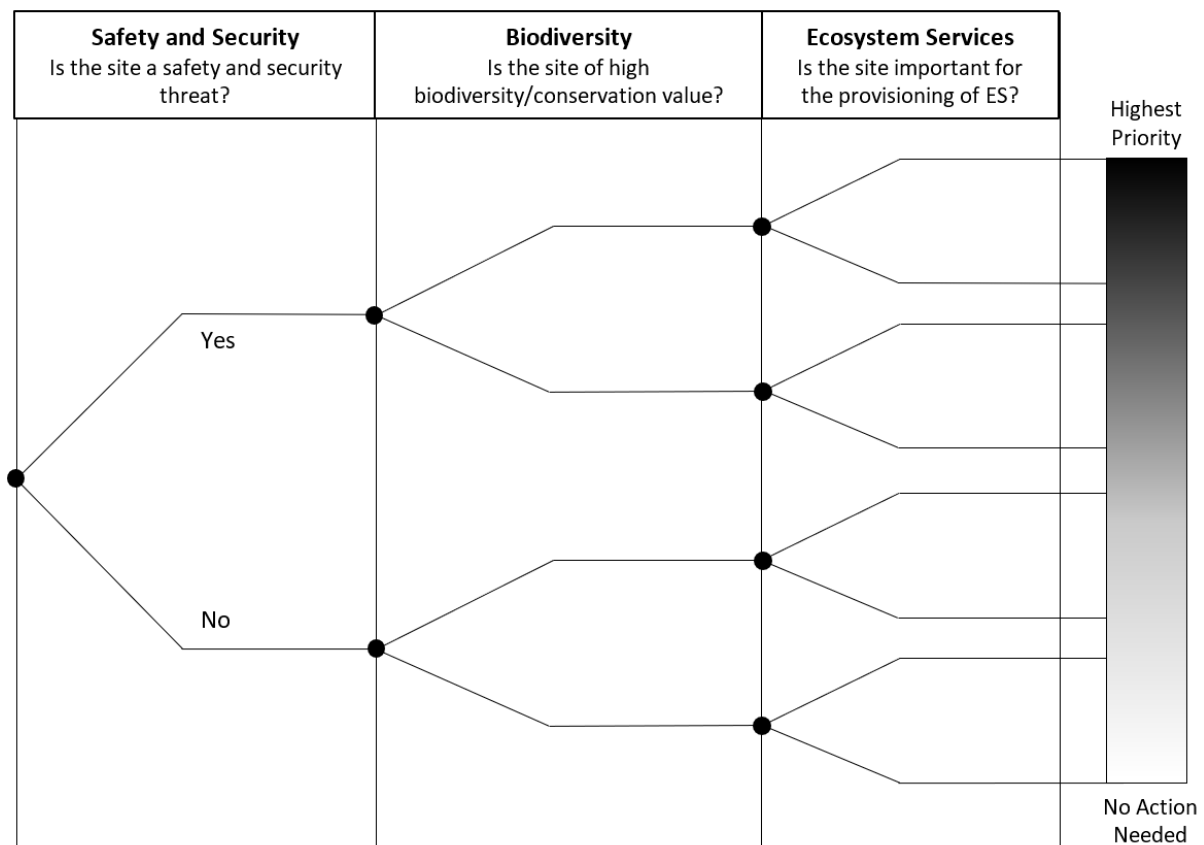 Safety and Security
Is the site a safety and security
threat?
Biodiversity
Is the site of high
biodiversity/conservation value?
Ecosystem Services
Is the site important for
the provisioning of ES?
Highest
Priority
Yes
No
No Action
Needed